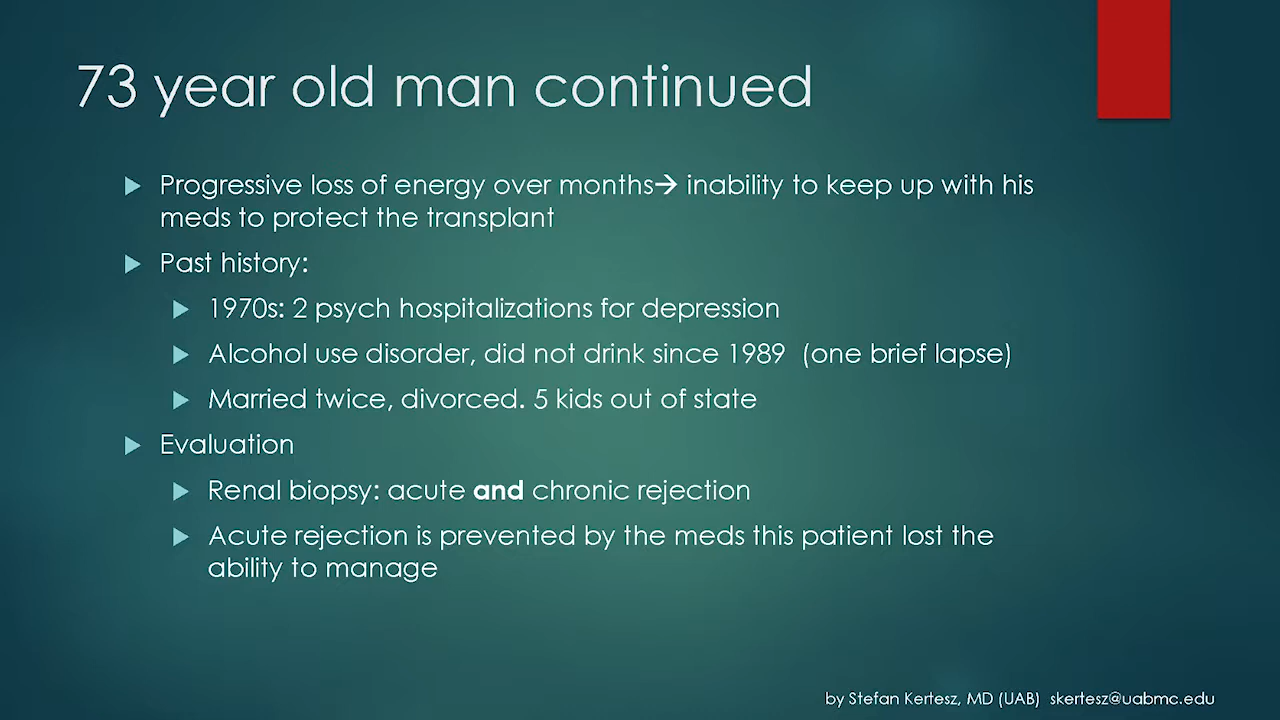 73 year old man continued
Progressive loss of energy over months→ inability to keep up with his
meds to protect the transplant
Past history:
1970s: 2 psych hospitalizations for depression
Alcohol use disorder, did not drink since 1989  (one brief lapse)
Married twice, divorced. 5 kids out of state
Evaluation
Renal biopsy: acute and chronic rejection
Acute rejection is prevented by the meds this patient lost the
ability to manage
by Stefan Kertesz, MD (UAB)  skertesz@uabmc.edu